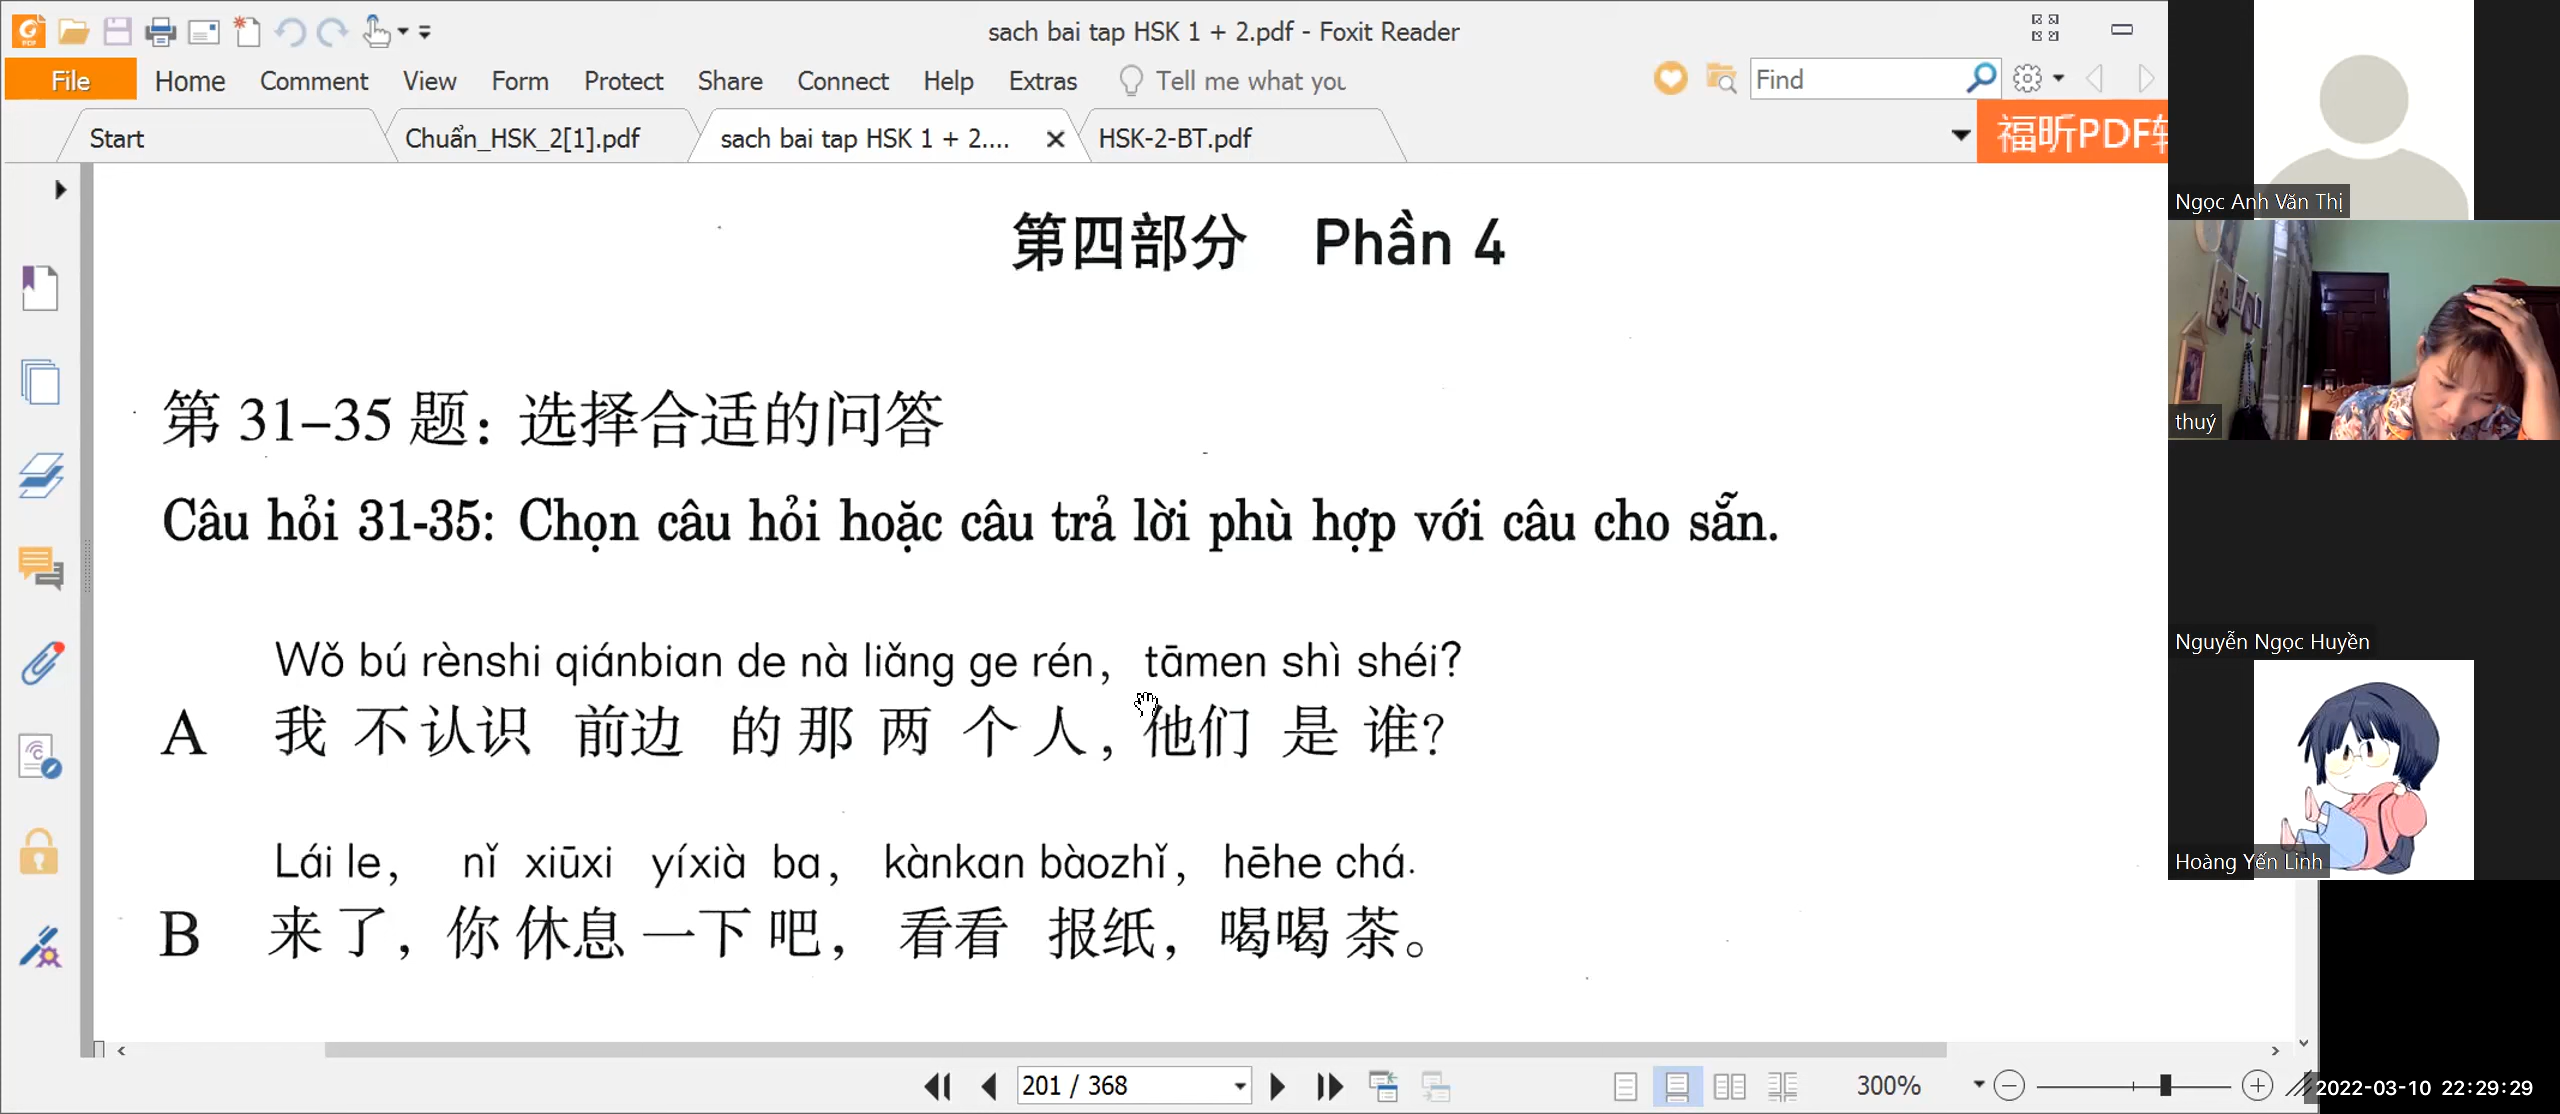 sach bai tap HSK 1 + 2.pdf - Foxit Reader
File Home Comment View Form Protect Share Connect Help Extras Tell me what you
Find
Start
Chuẩn_HSK_2[1].pdf
sach bai tap HSK 1 + 2....
HSK-2-BT.pdf
福昕PDF
第四部分 Phần 4
第 31-35 题：选择合适的问答
Câu hỏi 31-35: Chọn câu hỏi hoặc câu trả lời phù hợp với câu cho sẵn.
Wǒ bú rènshi qiánbian de nà liǎng ge rén, tāmen shì shéi?
A 我不认识前边的那两个人，他们是谁？
Lái le, nǐ xiūxi yíxià ba, kànkan bàozhǐ, hēhe chá.
B 来了，你休息一下吧，看看报纸，喝喝茶。
201 / 368
300%
Ngọc Anh Văn Thị
thuý
Nguyễn Ngọc Huyền
Hoàng Yến Linh
2022-03-10 22:29:29